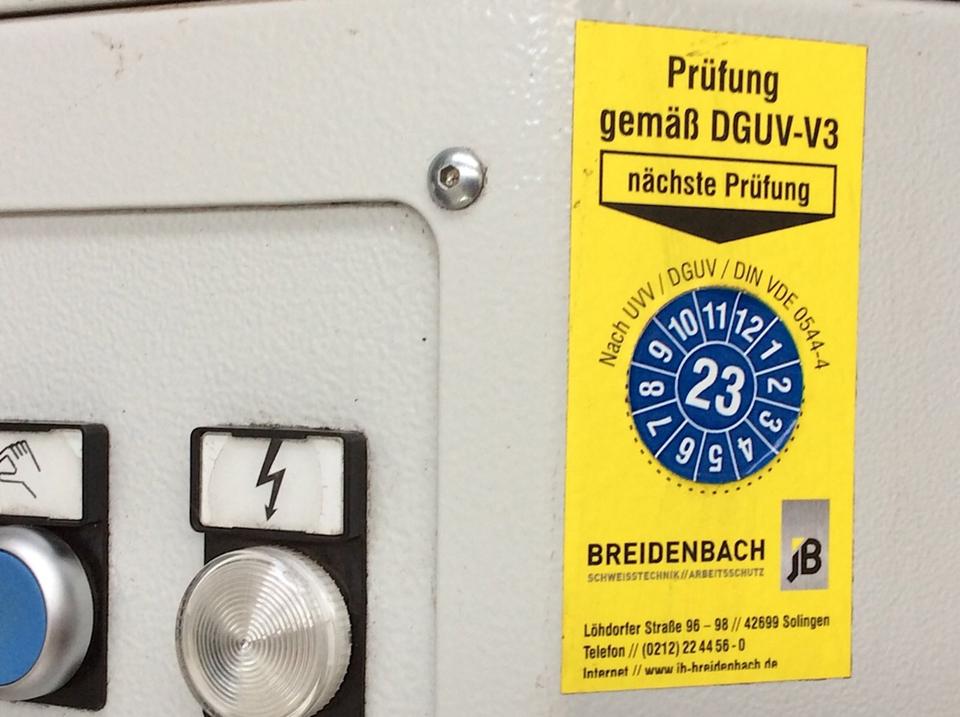 Prüfung
gemäß DGUV-V3
nächste Prüfung
Nach UVV / DGUV / DIN VDE 0544-4
1 2 3 4 5 6 7 8 9 10 11 12
23
BREIDENBACH
SCHWEISSTECHNIK//ARBEITSSCHUTZ
jB
Löhdorfer Straße 96 – 98 // 42699 Solingen
Telefon // (0212) 22 44 56 - 0
Internet // www.jb-breidenbach.de